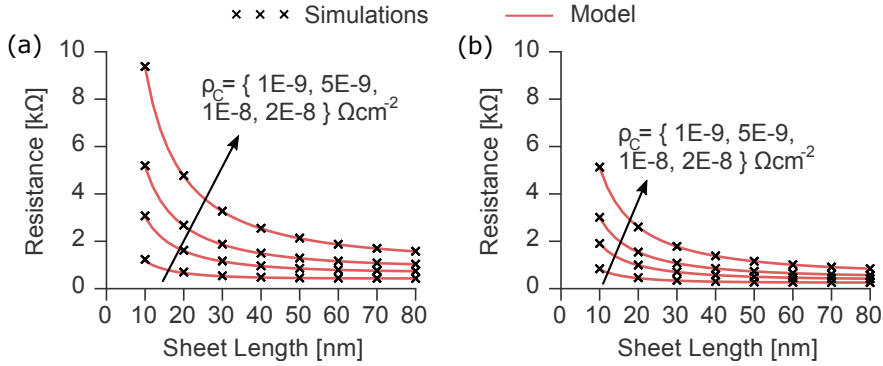 Simulations
Model
(a)
10
8
6
4
2
0
Resistance [kΩ]
ρC= { 1E-9, 5E-9,
1E-8, 2E-8 } Ωcm-2
0 10 20 30 40 50 60 70 80
Sheet Length [nm]
(b)
10
8
6
4
2
0
Resistance [kΩ]
ρC= { 1E-9, 5E-9,
1E-8, 2E-8 } Ωcm-2
0 10 20 30 40 50 60 70 80
Sheet Length [nm]